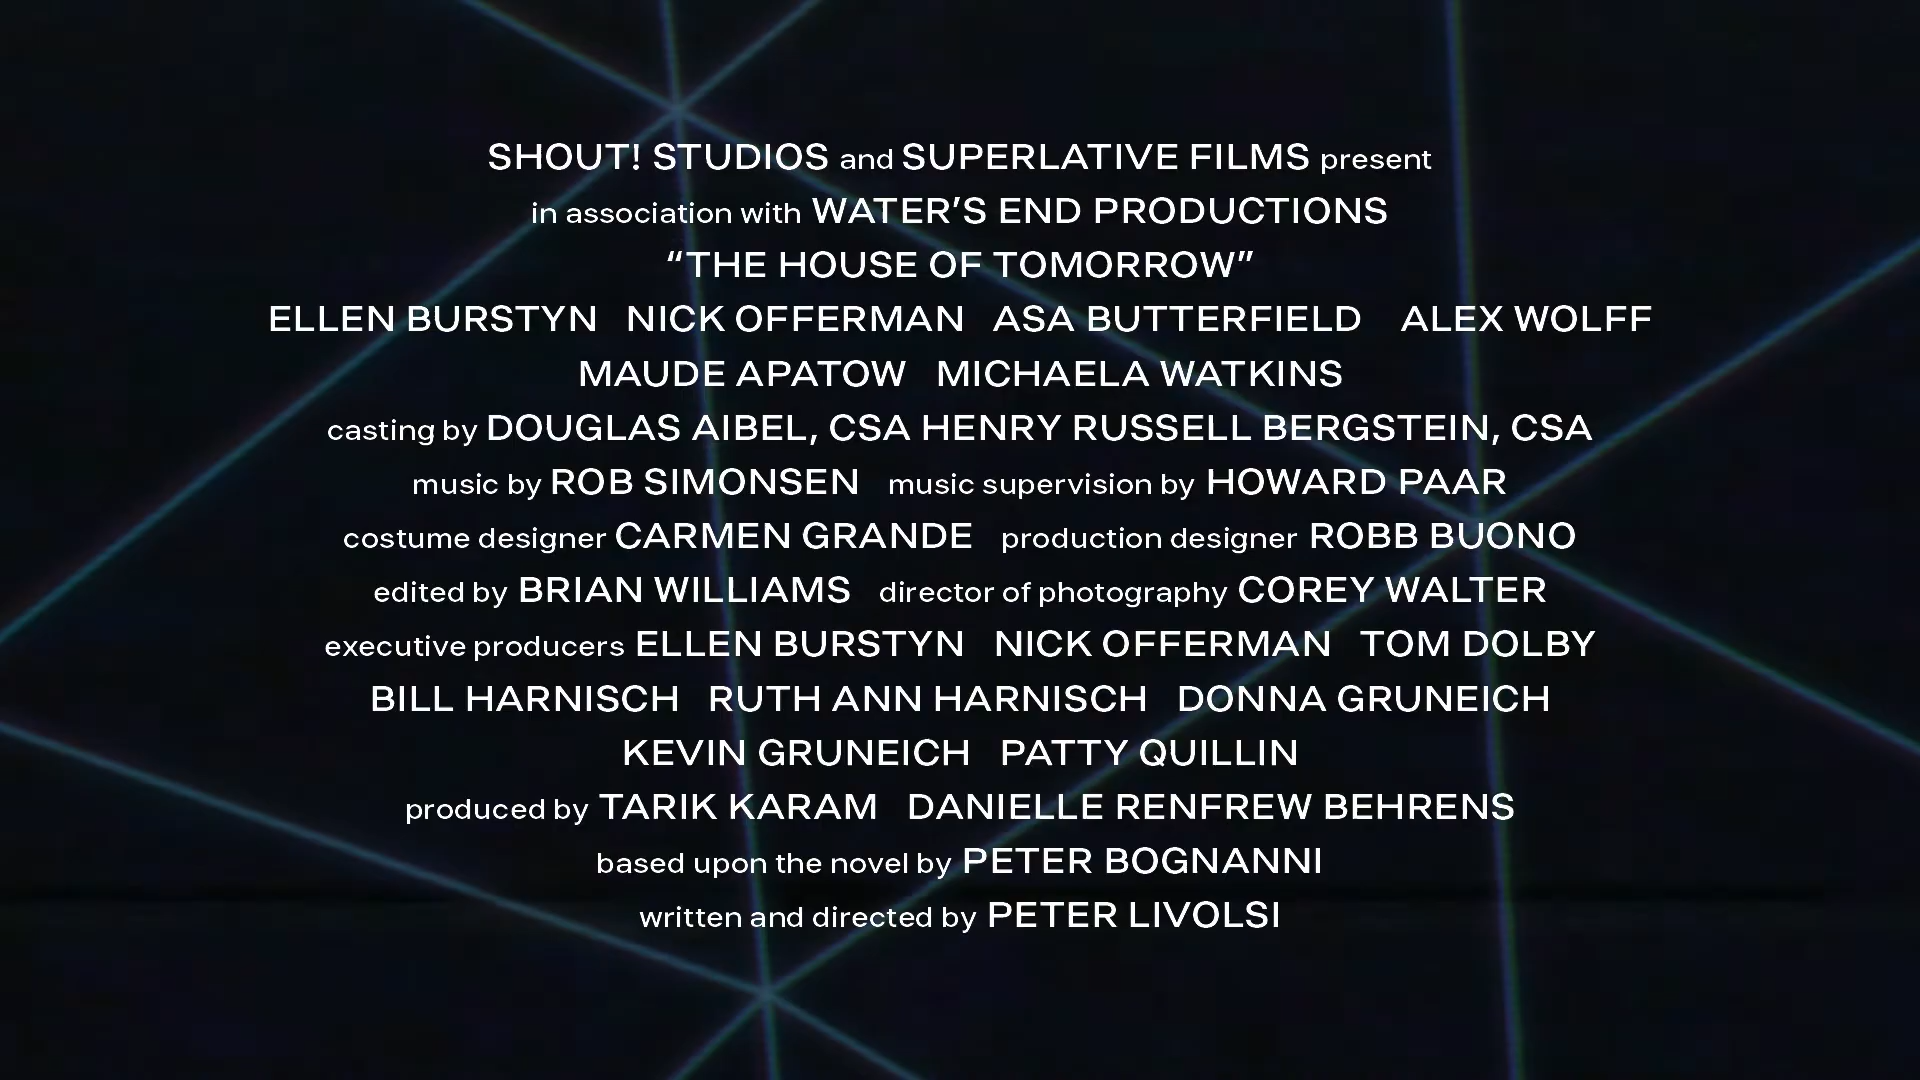 SHOUT! STUDIOS and SUPERLATIVE FILMS present
in association with WATER’S END PRODUCTIONS
“THE HOUSE OF TOMORROW”
ELLEN BURSTYN NICK OFFERMAN ASA BUTTERFIELD ALEX WOLFF
MAUDE APATOW MICHAELA WATKINS
casting by DOUGLAS AIBEL, CSA HENRY RUSSELL BERGSTEIN, CSA
music by ROB SIMONSEN music supervision by HOWARD PAAR
costume designer CARMEN GRANDE production designer ROBB BUONO
edited by BRIAN WILLIAMS director of photography COREY WALTER
executive producers ELLEN BURSTYN NICK OFFERMAN TOM DOLBY
BILL HARNISCH RUTH ANN HARNISCH DONNA GRUNEICH
KEVIN GRUNEICH PATTY QUILLIN
produced by TARIK KARAM DANIELLE RENFREW BEHRENS
based upon the novel by PETER BOGNANNI
written and directed by PETER LIVOLSI